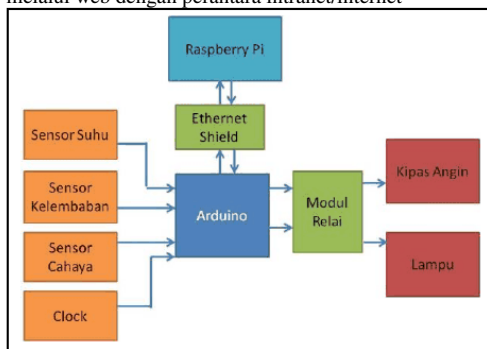 melalui web dengan perantara intranet/internet
Raspberry Pi
Ethernet
Shield
Sensor Suhu
Sensor
Kelembaban
Sensor
Cahaya
Clock
Arduino
Modul
Relai
Kipas Angin
Lampu